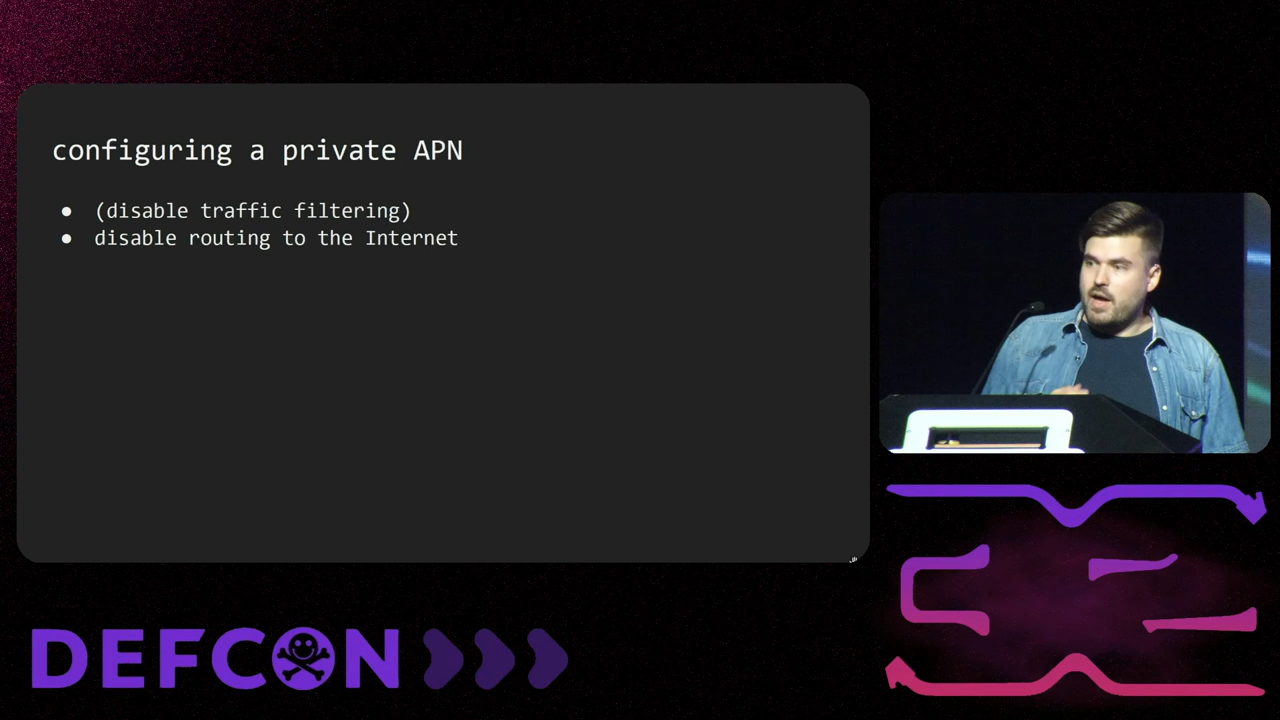 configuring a private APN
● (disable traffic filtering)
● disable routing to the Internet
DEFCON